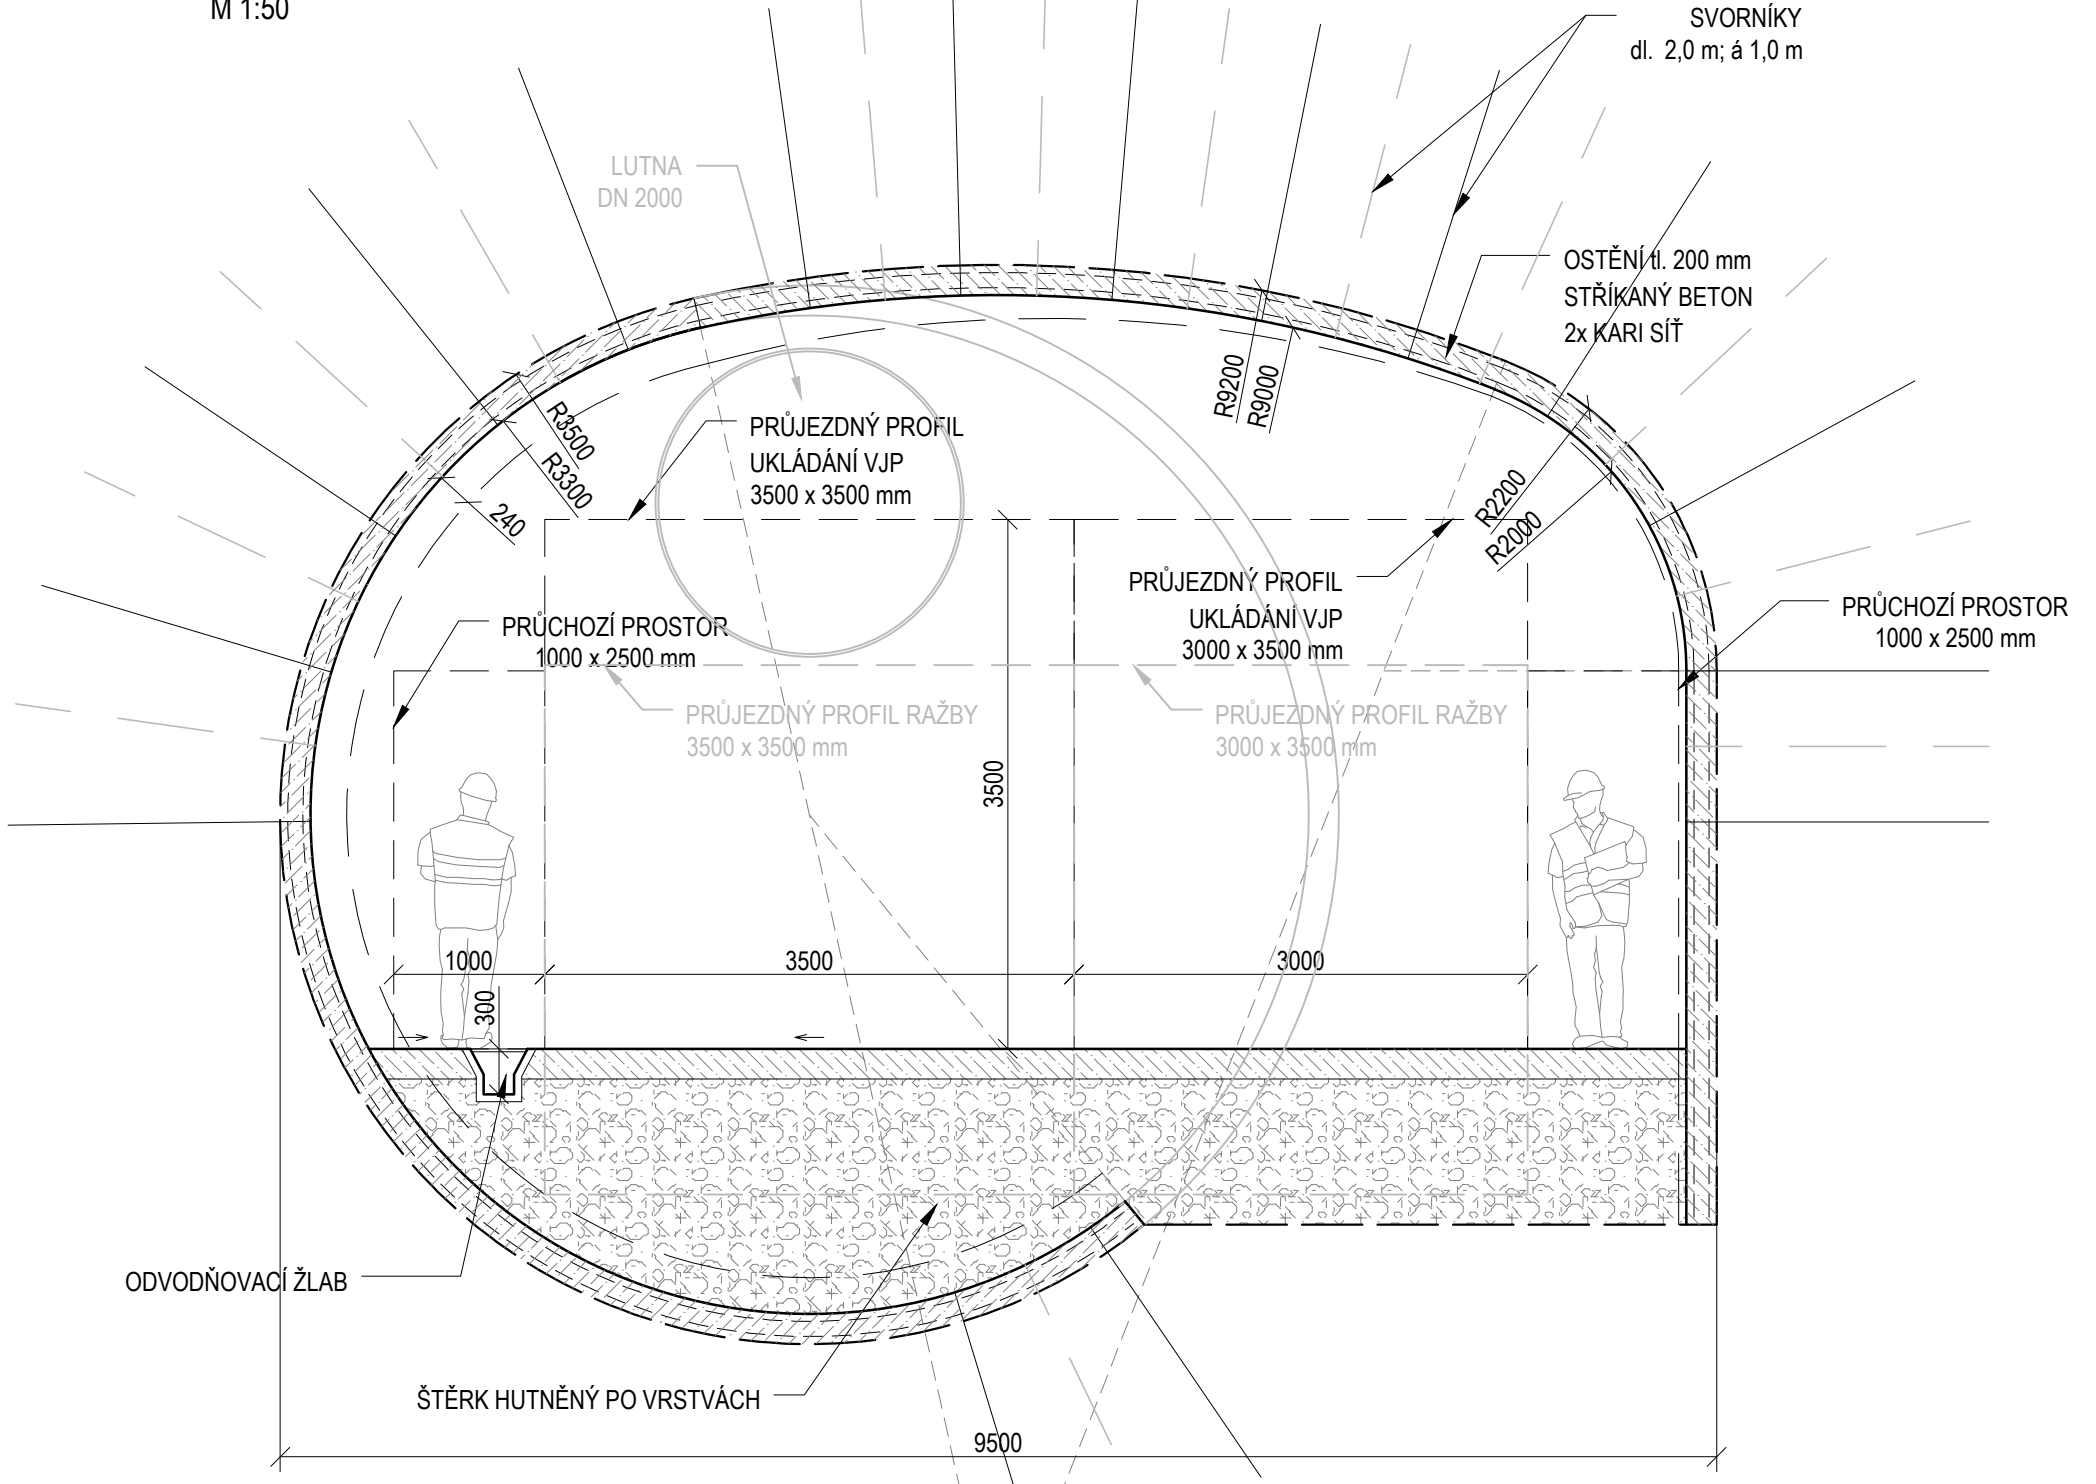 M 1:50
SVORNÍKY
dl. 2,0 m; á 1,0 m
LUTNA
DN 2000
OSTĚNÍ tl. 200 mm
STŘÍKANÝ BETON
2x KARI SÍŤ
R9200
R9000
R3500
R3300
240
PRŮJEZDNÝ PROFIL
UKLÁDÁNÍ VJP
3500 x 3500 mm
R2200
R2000
PRŮJEZDNÝ PROFIL
UKLÁDÁNÍ VJP
3000 x 3500 mm
PRŮCHOZÍ PROSTOR
1000 x 2500 mm
PRŮCHOZÍ PROSTOR
1000 x 2500 mm
PRŮJEZDNÝ PROFIL RAŽBY
3500 x 3500 mm
PRŮJEZDNÝ PROFIL RAŽBY
3000 x 3500 mm
3500
1000
3500
3000
300
ODVODŇOVACÍ ŽLAB
ŠTĚRK HUTNĚNÝ PO VRSTVÁCH
9500